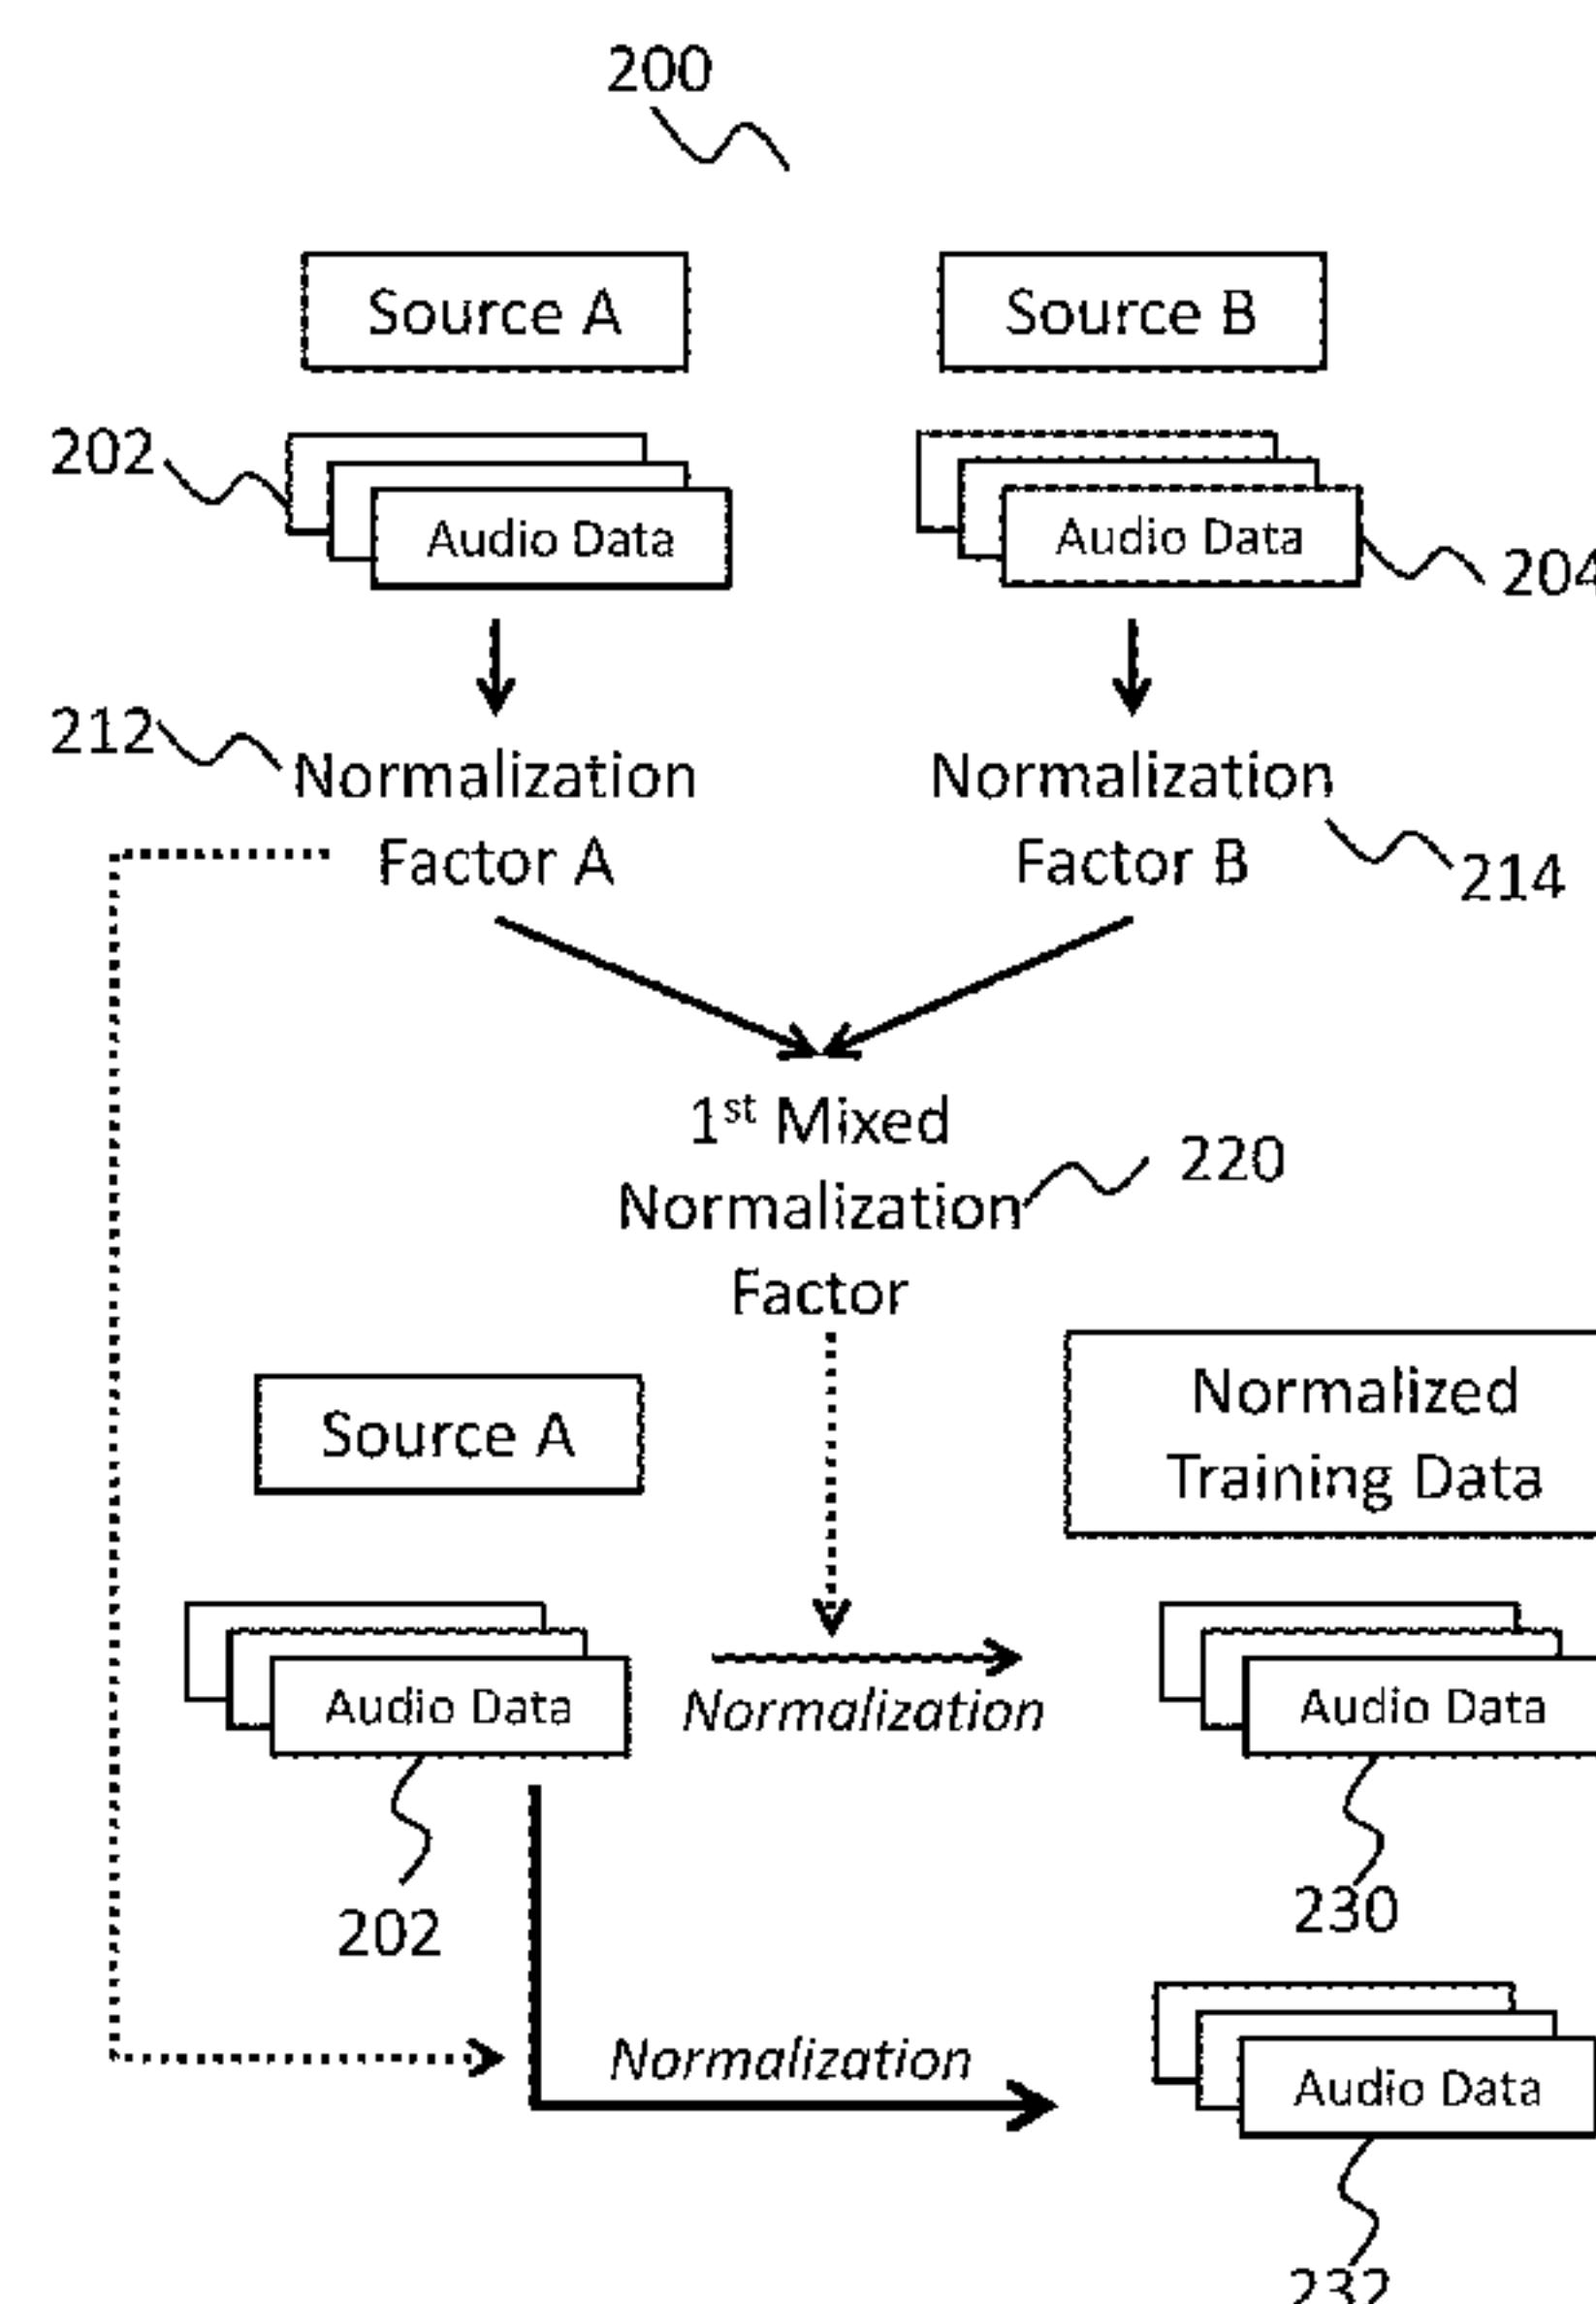 200
Source A
Source B
202
Audio Data
Audio Data
204
212
Normalization
Factor A
Normalization
Factor B
214
1st Mixed
Normalization
Factor
220
Source A
Normalized
Training Data
Audio Data
Normalization
Audio Data
202
230
Normalization
Audio Data
232